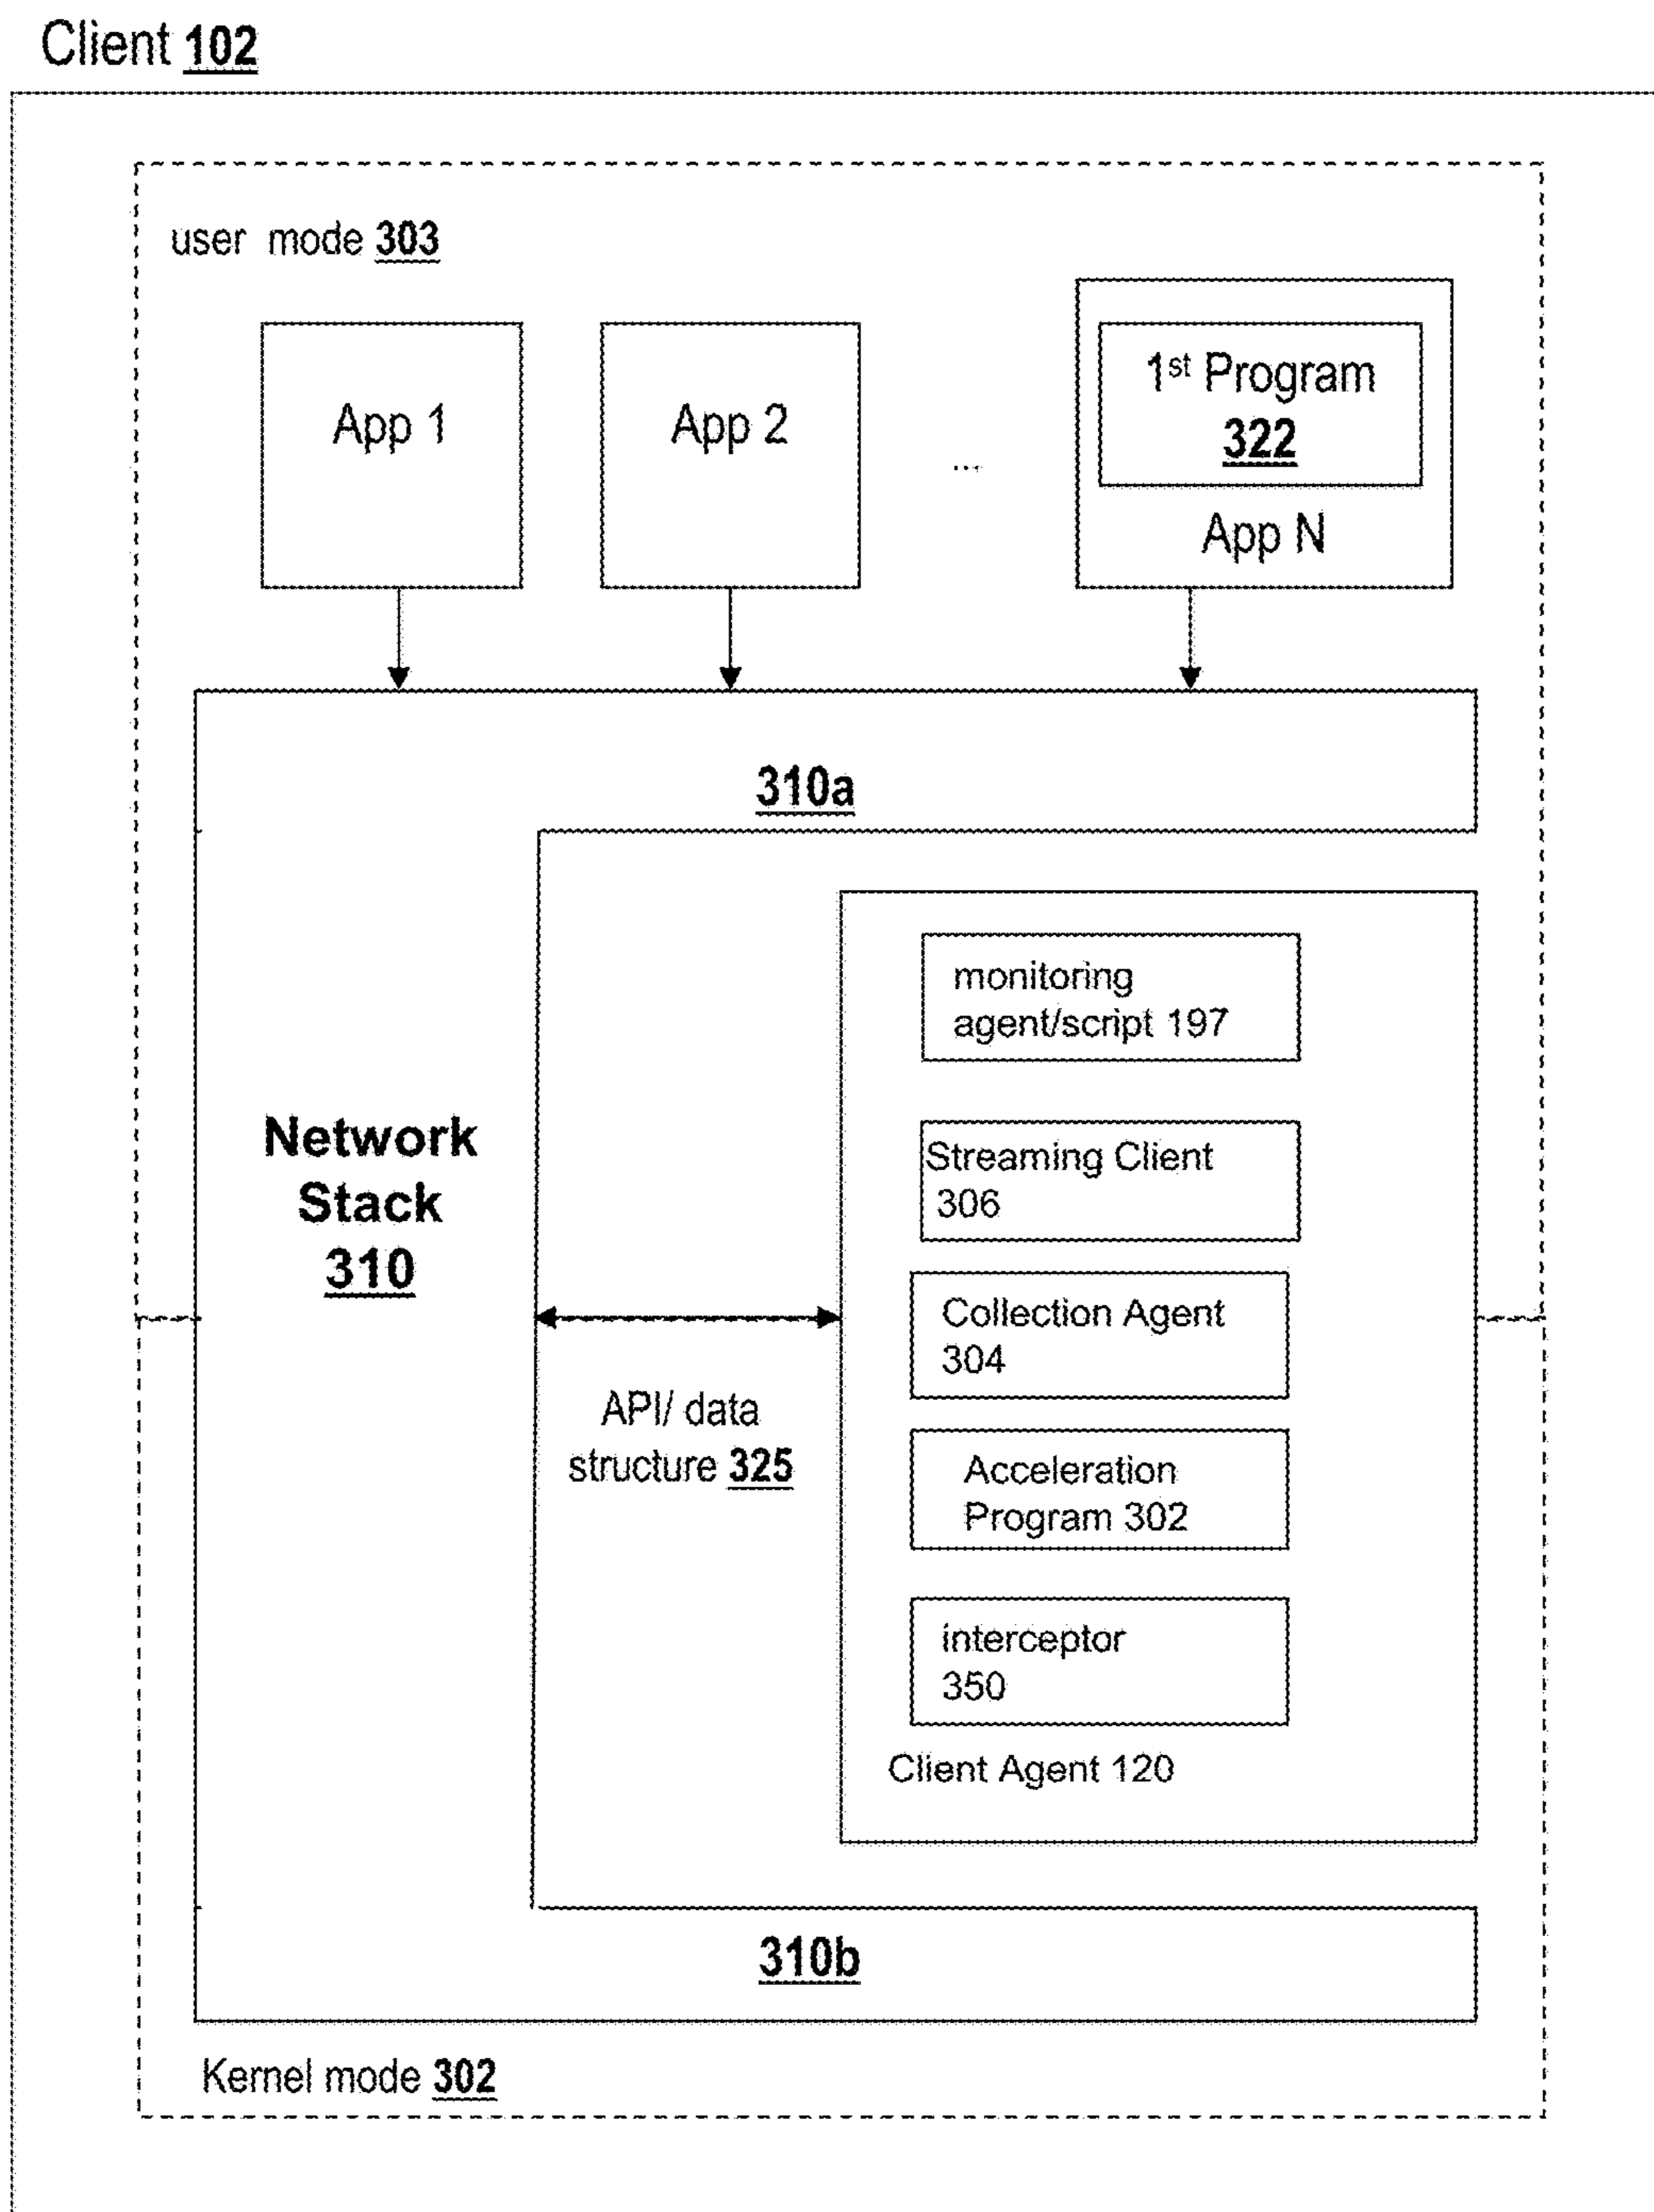 Client 102
user mode 303
App 1
App 2
...
1st Program
322
App N
310a
Network
Stack
310
API/ data
structure 325
monitoring
agent/script 197
Streaming Client
306
Collection Agent
304
Acceleration
Program 302
interceptor
350
Client Agent 120
310b
Kernel mode 302